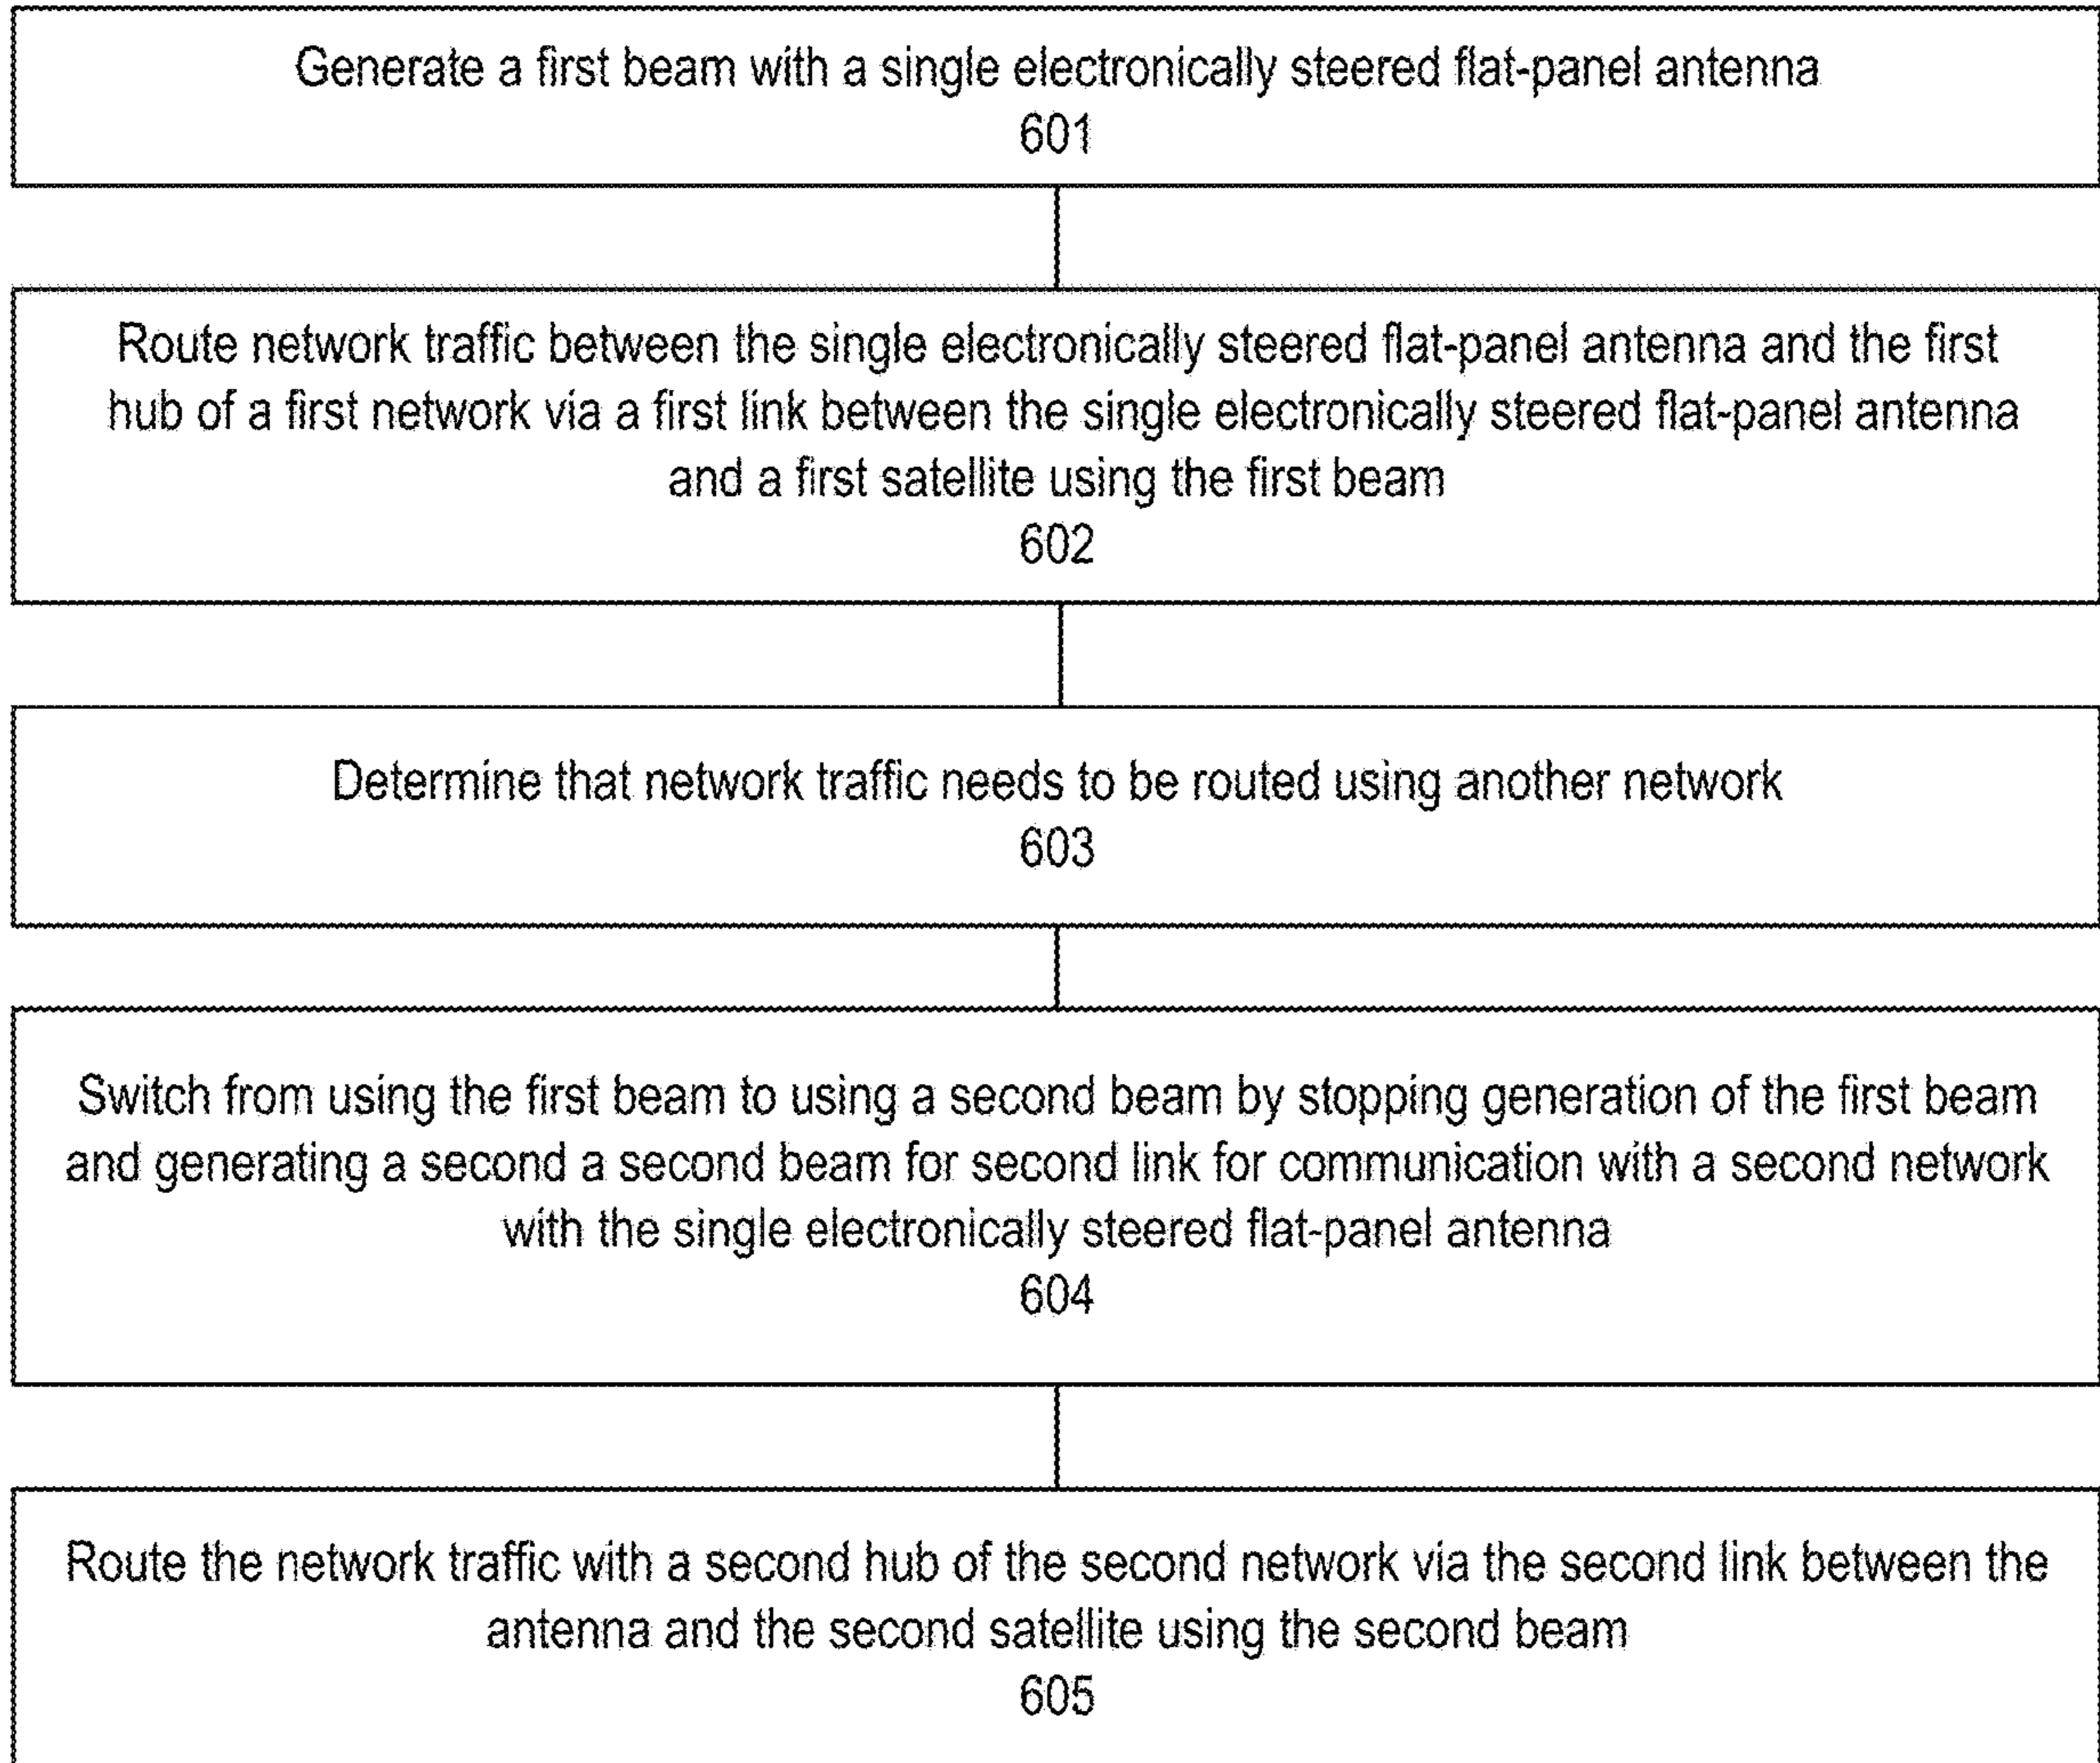 Generate a first beam with a single electronically steered flat-panel antenna
601
Route network traffic between the single electronically steered flat-panel antenna and the first
hub of a first network via a first link between the single electronically steered flat-panel antenna
and a first satellite using the first beam
602
Determine that network traffic needs to be routed using another network
603
Switch from using the first beam to using a second beam by stopping generation of the first beam
and generating a second a second beam for second link for communication with a second network
with the single electronically steered flat-panel antenna
604
Route the network traffic with a second hub of the second network via the second link between the
antenna and the second satellite using the second beam
605